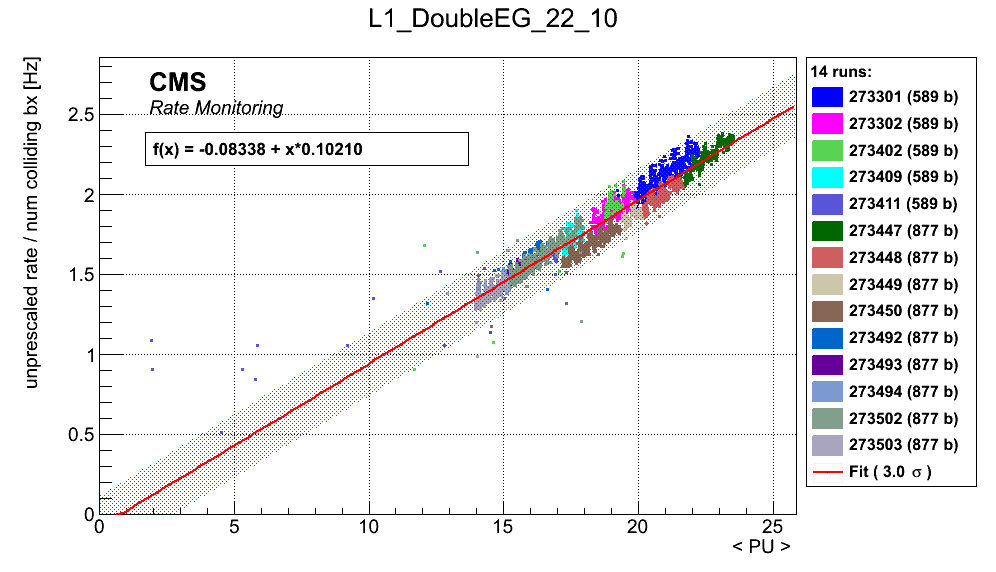 L1_DoubleEG_22_10
unprescaled rate / num colliding bx [Hz]
CMS
Rate Monitoring
f(x) = -0.08338 + x*0.10210
2.5
2
1.5
1
0.5
0
0 5 10 15 20 25
< PU >
14 runs:
273301 (589 b)
273302 (589 b)
273402 (589 b)
273409 (589 b)
273411 (589 b)
273447 (877 b)
273448 (877 b)
273449 (877 b)
273450 (877 b)
273492 (877 b)
273493 (877 b)
273494 (877 b)
273502 (877 b)
273503 (877 b)
Fit ( 3.0 σ )